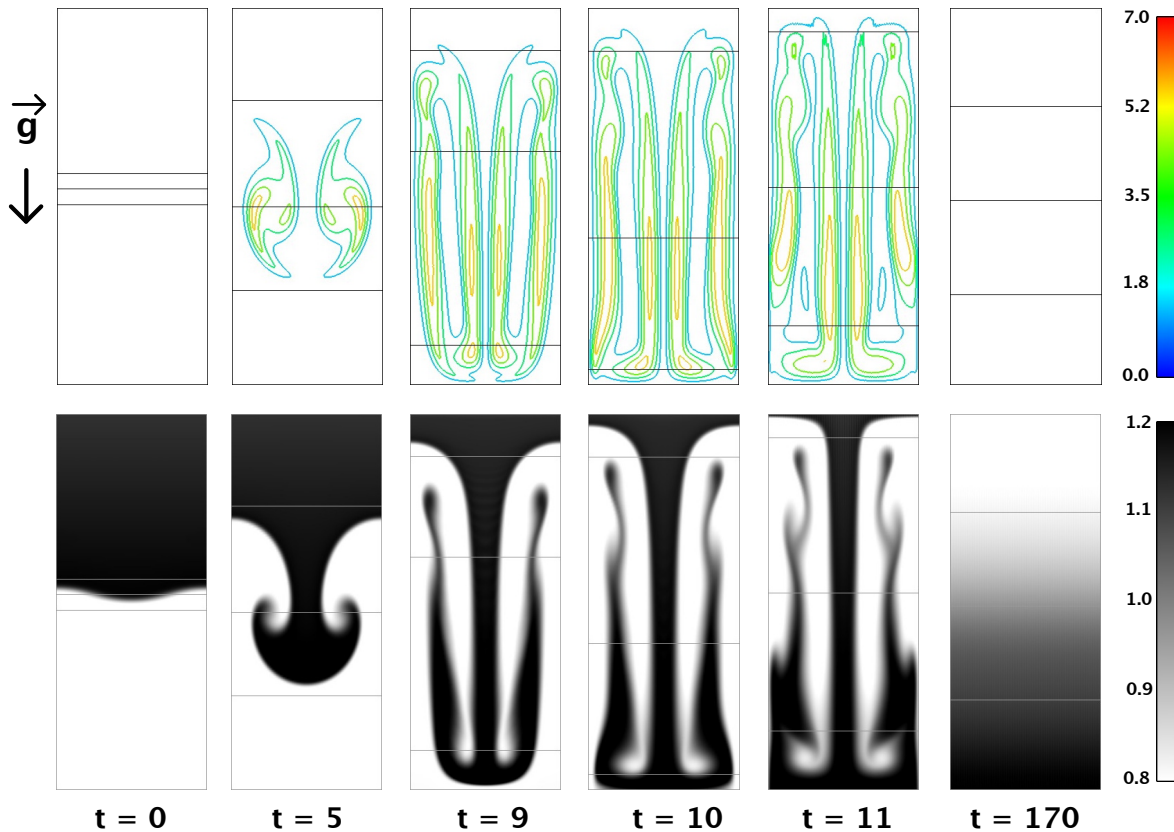 g
7.0
5.2
3.5
1.8
0.0
1.2
1.1
1.0
0.9
0.8
t = 0
t = 5
t = 9
t = 10
t = 11
t = 170